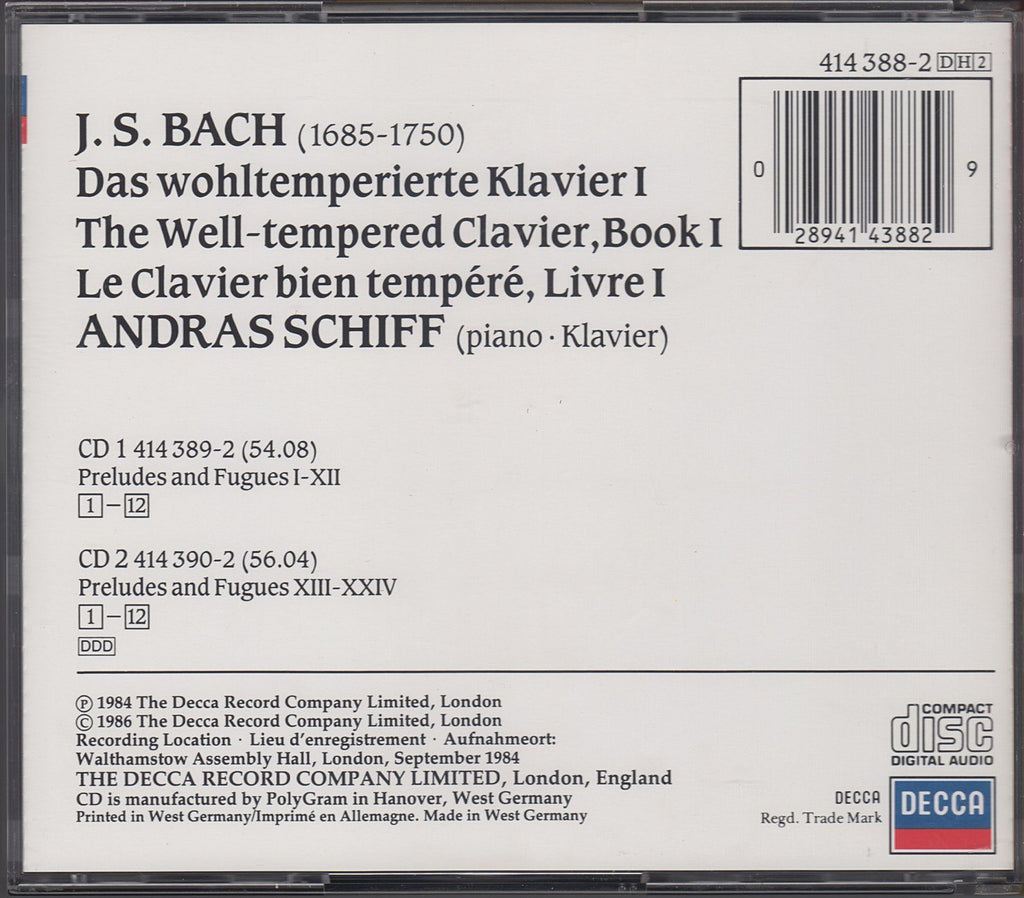 414 388-2 DH2
J. S. BACH (1685-1750)
Das wohltemperierte Klavier I
The Well-tempered Clavier, Book I
Le Clavier bien tempéré, Livre I
ANDRAS SCHIFF (piano · Klavier)
0 28941 43882 9
CD 1 414 389-2 (54.08)
Preludes and Fugues I-XII
1 – 12
CD 2 414 390-2 (56.04)
Preludes and Fugues XIII-XXIV
1 – 12
DDD
℗ 1984 The Decca Record Company Limited, London
© 1986 The Decca Record Company Limited, London
Recording Location · Lieu d'enregistrement · Aufnahmeort:
Walthamstow Assembly Hall, London, September 1984
THE DECCA RECORD COMPANY LIMITED, London, England
CD is manufactured by PolyGram in Hanover, West Germany
Printed in West Germany/Imprimé en Allemagne. Made in West Germany
COMPACT
disc
DIGITAL AUDIO
DECCA
Regd. Trade Mark
DECCA